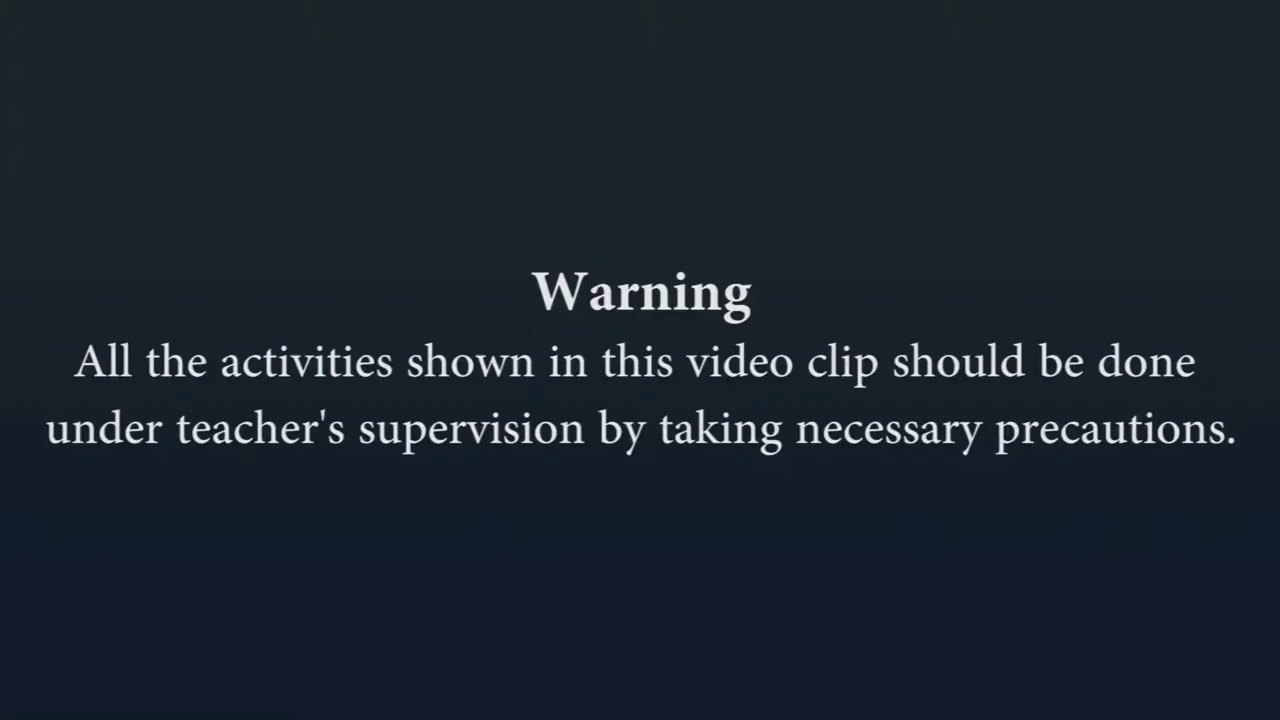 Warning
All the activities shown in this video clip should be done
under teacher's supervision by taking necessary precautions.